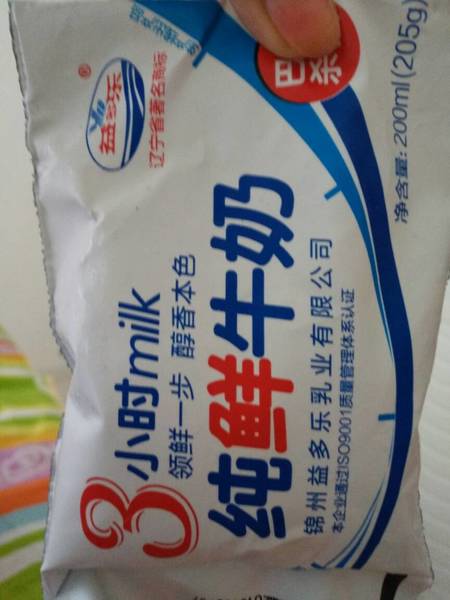 Yi
益多乐
®
辽宁省著名商标
巴杀
净含量:200ml(205g)
3小时milk
领鲜一步 醇香本色
纯鲜牛奶
锦州益多乐乳业有限公司
本企业通过ISO9001质量管理体系认证